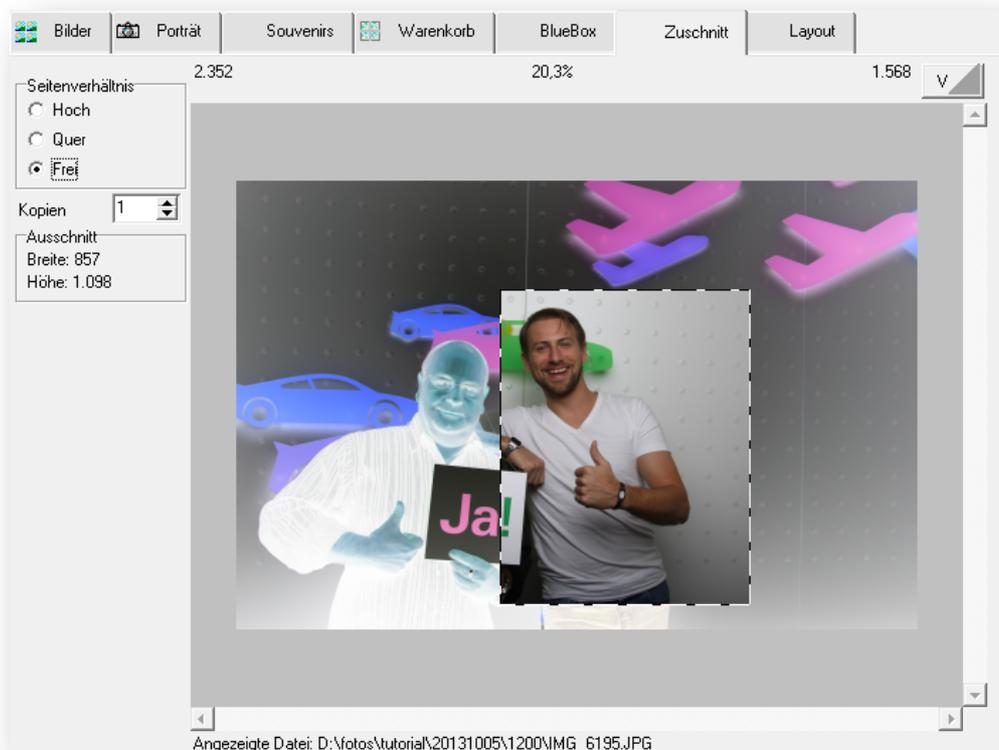 Bilder
Porträt
Souvenirs
Warenkorb
BlueBox
Zuschnitt
Layout
2.352
20,3%
1.568
V
Seitenverhältnis
Hoch
Quer
Frei
Kopien
1
Ausschnitt
Breite: 857
Höhe: 1.098
Ja!
Angezeigte Datei: D:\fotos\tutorial\20131005\1200\IMG_6195.JPG